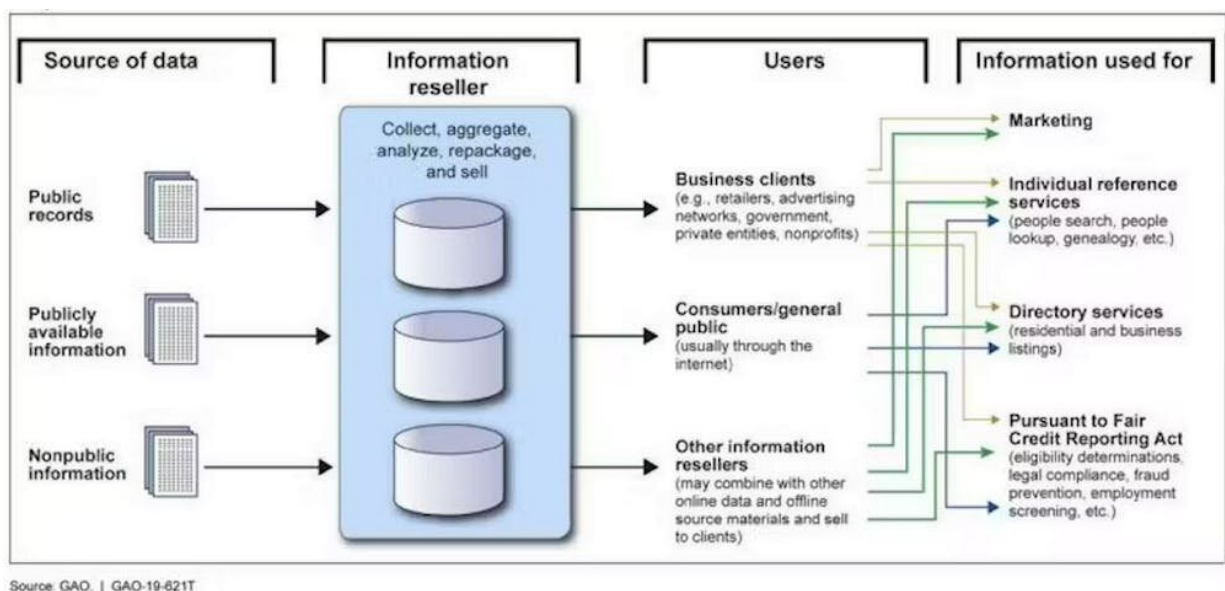 Source of data
Information
reseller
Users
Information used for
Collect, aggregate,
analyze, repackage,
and sell
Public
records
Publicly
available
information
Nonpublic
information
Business clients
(e.g., retailers, advertising
networks, government,
private entities, nonprofits)
Consumers/general
public
(usually through the
internet)
Other information
resellers
(may combine with other
online data and offline
source materials and sell
to clients)
Marketing
Individual reference
services
(people search, people
lookup, genealogy, etc.)
Directory services
(residential and business
listings)
Pursuant to Fair
Credit Reporting Act
(eligibility determinations,
legal compliance, fraud
prevention, employment
screening, etc.)
Source: GAO. | GAO-19-621T